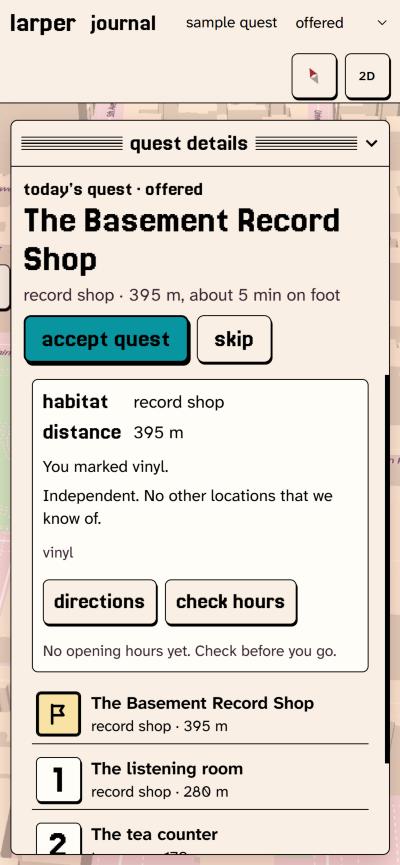 larper journal sample quest offered
2D
quest details
today's quest · offered
The Basement Record
Shop
record shop · 395 m, about 5 min on foot
accept quest skip
habitat record shop
distance 395 m
You marked vinyl.
Independent. No other locations that we
know of.
vinyl
directions check hours
No opening hours yet. Check before you go.
The Basement Record Shop
record shop · 395 m
1 The listening room
record shop · 280 m
2 The tea counter